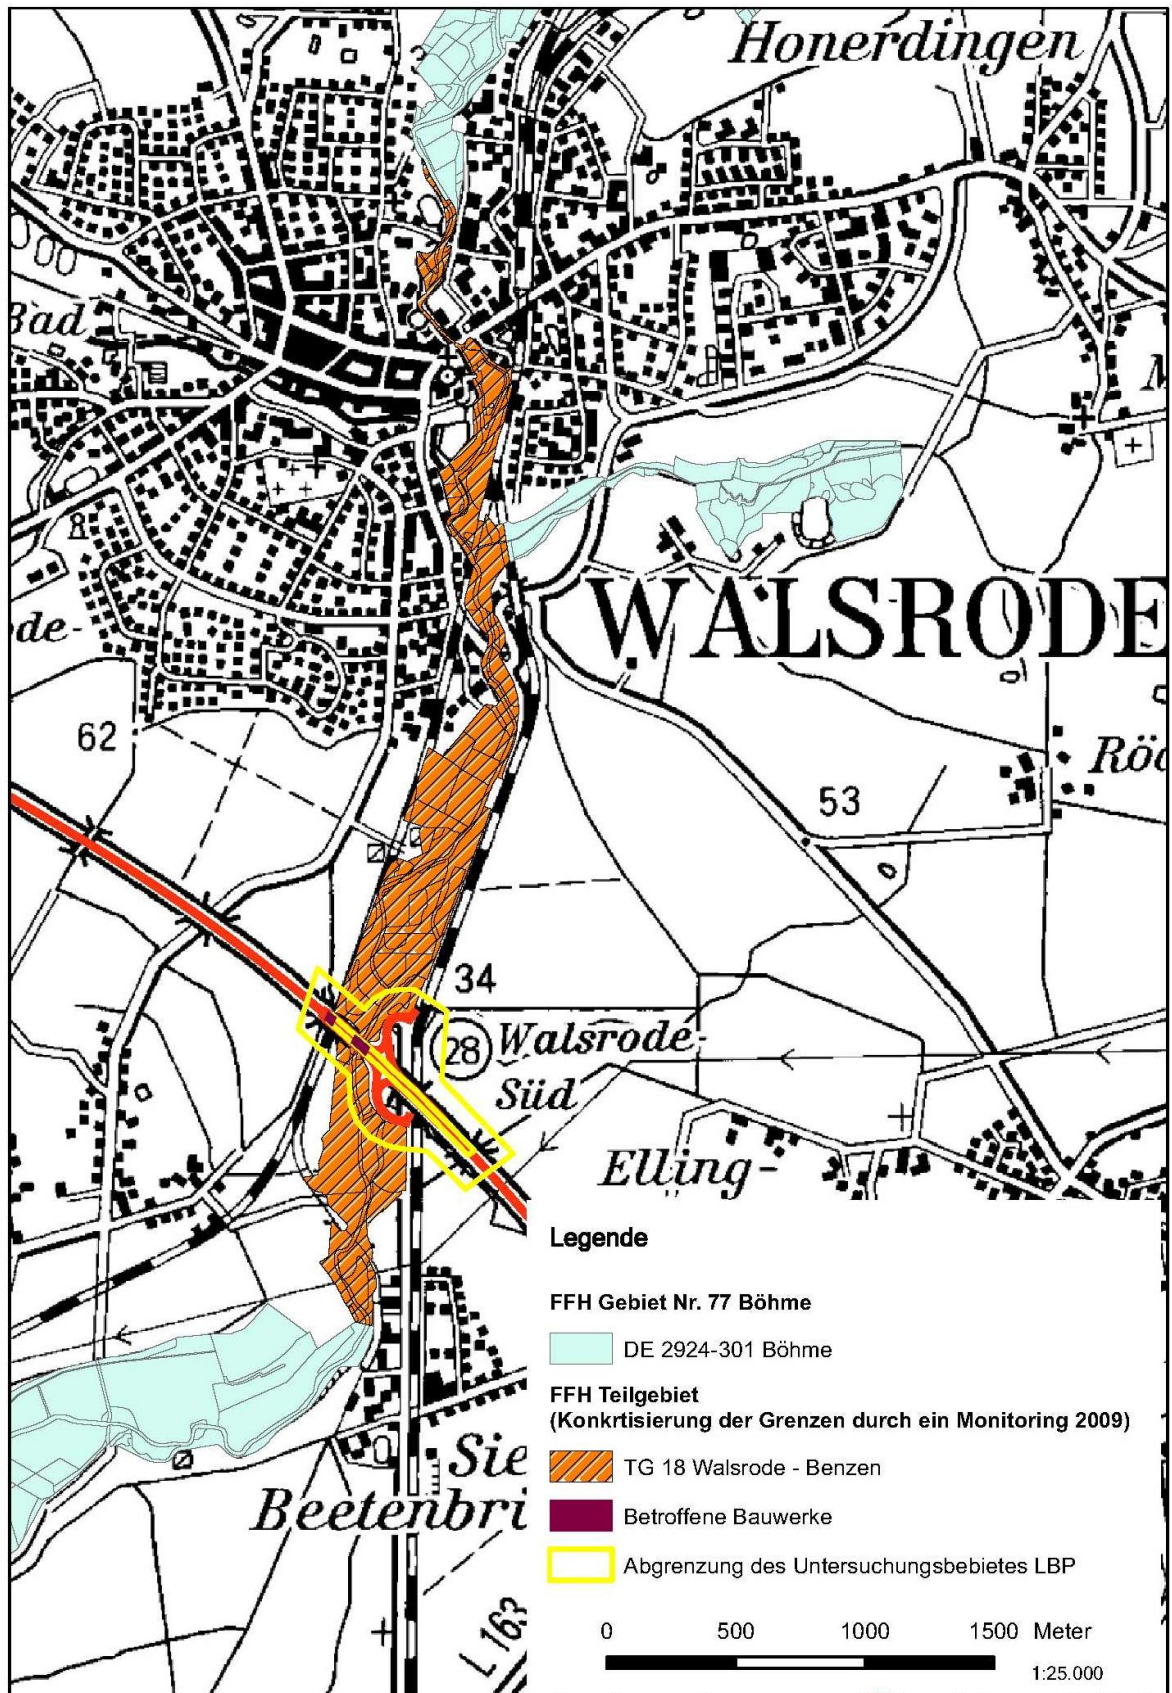 Honerdingen
Bad
WALSRODE
de-
62
Röd
53
34
28
Walsrode-
Süd
Elling-
Sie
Beetenbri
L 163
Legende
FFH Gebiet Nr. 77 Böhme
DE 2924-301 Böhme
FFH Teilgebiet
(Konkrtisierung der Grenzen durch ein Monitoring 2009)
TG 18 Walsrode - Benzen
Betroffene Bauwerke
Abgrenzung des Untersuchungsbebietes LBP
0 500 1000 1500 Meter
1:25.000